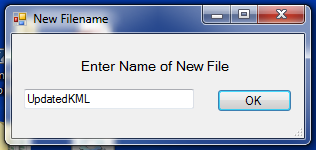 New Filename
Enter Name of New File
UpdatedKML
OK